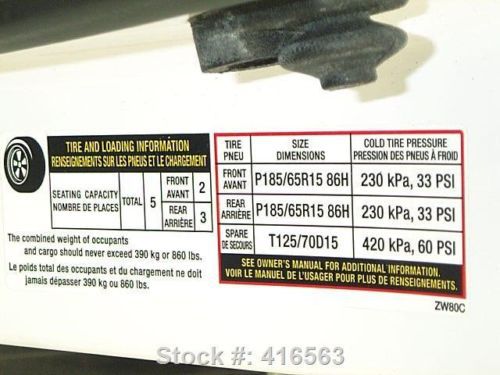 TIRE AND LOADING INFORMATION
RENSEIGNEMENTS SUR LES PNEUS ET LE CHARGEMENT
SEATING CAPACITY
NOMBRE DE PLACES
TOTAL
5
FRONT
AVANT
2
REAR
ARRIÈRE
3
The combined weight of occupants
and cargo should never exceed 390 kg or 860 lbs.
Le poids total des occupants et du chargement ne doit
jamais dépasser 390 kg ou 860 lbs.
TIRE
PNEU
SIZE
DIMENSIONS
COLD TIRE PRESSURE
PRESSION DES PNEUS À FROID
FRONT
AVANT
P185/65R15 86H
230 kPa, 33 PSI
REAR
ARRIÈRE
P185/65R15 86H
230 kPa, 33 PSI
SPARE
DE SECOURS
T125/70D15
420 kPa, 60 PSI
SEE OWNER'S MANUAL FOR ADDITIONAL INFORMATION.
VOIR LE MANUEL DE L'USAGER POUR PLUS DE RENSEIGNEMENTS.
ZW80C
Stock #: 416563